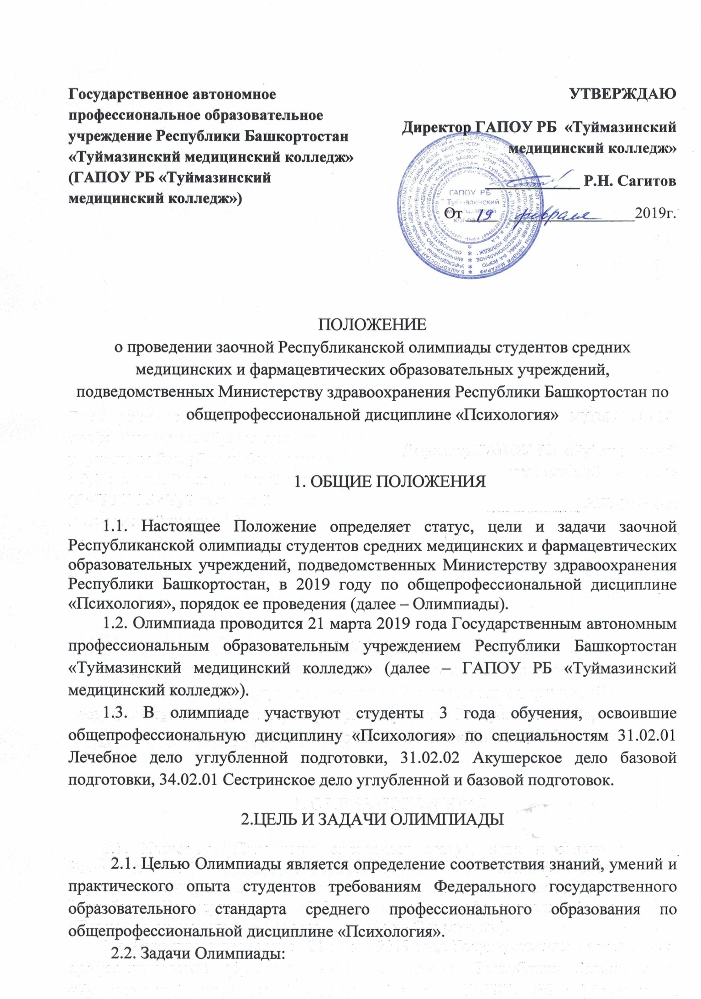 Государственное автономное
профессиональное образовательное
учреждение Республики Башкортостан
«Туймазинский медицинский колледж»
(ГАПОУ РБ «Туймазинский
медицинский колледж»)
УТВЕРЖДАЮ
Директор ГАПОУ РБ «Туймазинский
медицинский колледж»
____________ Р.Н. Сагитов
От 19 февраля 2019г.
ГАПОУ РБ
Туймазинский
медицинский
колледж
ПОЛОЖЕНИЕ
о проведении заочной Республиканской олимпиады студентов средних
медицинских и фармацевтических образовательных учреждений,
подведомственных Министерству здравоохранения Республики Башкортостан по
общепрофессиональной дисциплине «Психология»
1. ОБЩИЕ ПОЛОЖЕНИЯ
1.1. Настоящее Положение определяет статус, цели и задачи заочной
Республиканской олимпиады студентов средних медицинских и фармацевтических
образовательных учреждений, подведомственных Министерству здравоохранения
Республики Башкортостан, в 2019 году по общепрофессиональной дисциплине
«Психология», порядок ее проведения (далее – Олимпиады).
1.2. Олимпиада проводится 21 марта 2019 года Государственным автономным
профессиональным образовательным учреждением Республики Башкортостан
«Туймазинский медицинский колледж» (далее – ГАПОУ РБ «Туймазинский
медицинский колледж»).
1.3. В олимпиаде участвуют студенты 3 года обучения, освоившие
общепрофессиональную дисциплину «Психология» по специальностям 31.02.01
Лечебное дело углубленной подготовки, 31.02.02 Акушерское дело базовой
подготовки, 34.02.01 Сестринское дело углубленной и базовой подготовок.
2.ЦЕЛЬ И ЗАДАЧИ ОЛИМПИАДЫ
2.1. Целью Олимпиады является определение соответствия знаний, умений и
практического опыта студентов требованиям Федерального государственного
образовательного стандарта среднего профессионального образования по
общепрофессиональной дисциплине «Психология».
2.2. Задачи Олимпиады: